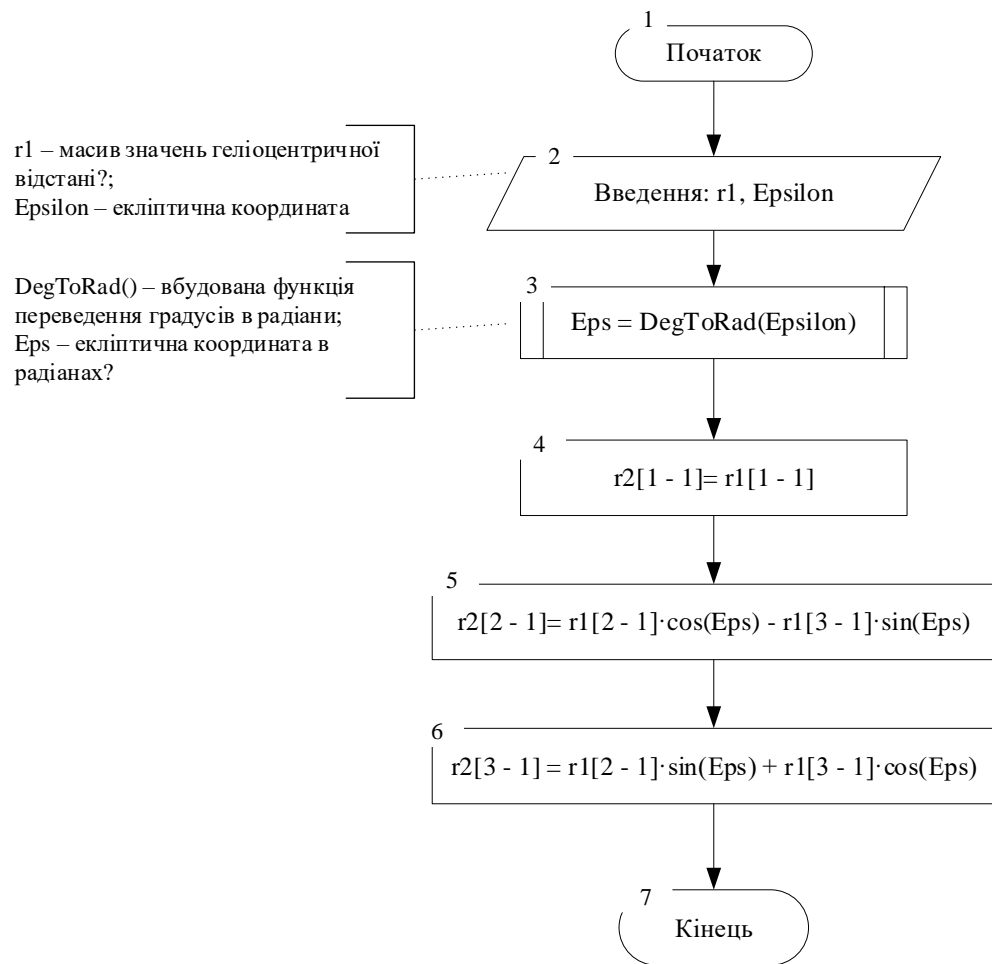 1
Початок
r1 – масив значень геліоцентричної
відстані?;
Epsilon – екліптична координата
2
Введення: r1, Epsilon
DegToRad() – вбудована функція
переведення градусів в радіани;
Eps – екліптична координата в
радіанах?
3
Eps = DegToRad(Epsilon)
4
r2[1 - 1]= r1[1 - 1]
5
r2[2 - 1]= r1[2 - 1]·cos(Eps) - r1[3 - 1]·sin(Eps)
6
r2[3 - 1] = r1[2 - 1]·sin(Eps) + r1[3 - 1]·cos(Eps)
7
Кінець